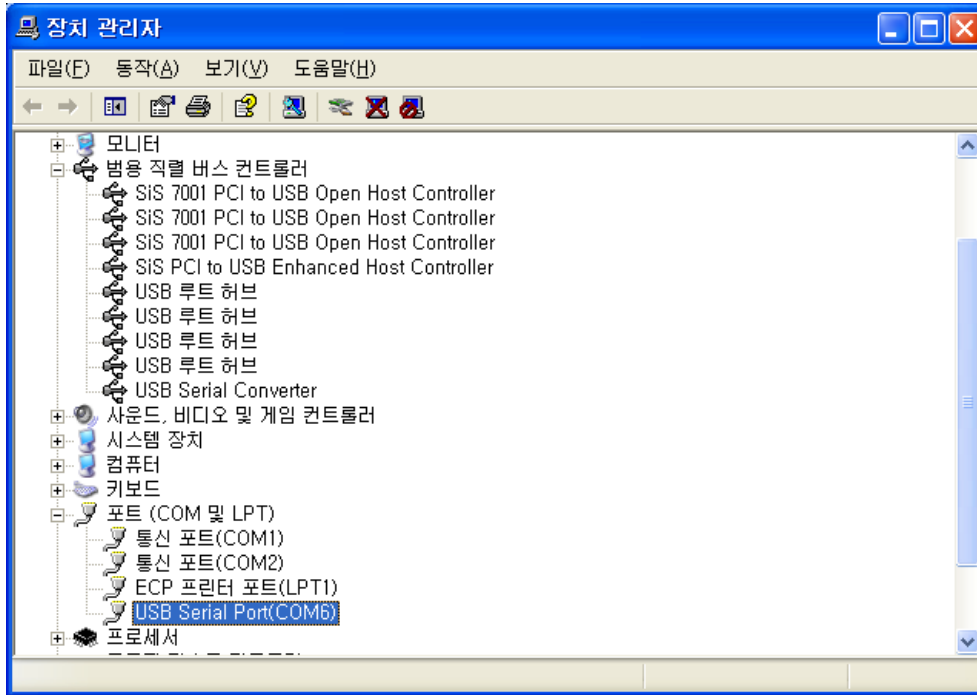 장치 관리자
파일(F) 동작(A) 보기(V) 도움말(H)
모니터
범용 직렬 버스 컨트롤러
SiS 7001 PCI to USB Open Host Controller
SiS 7001 PCI to USB Open Host Controller
SiS 7001 PCI to USB Open Host Controller
SiS PCI to USB Enhanced Host Controller
USB 루트 허브
USB 루트 허브
USB 루트 허브
USB 루트 허브
USB Serial Converter
사운드, 비디오 및 게임 컨트롤러
시스템 장치
컴퓨터
키보드
포트 (COM 및 LPT)
통신 포트(COM1)
통신 포트(COM2)
ECP 프린터 포트(LPT1)
USB Serial Port(COM6)
프로세서